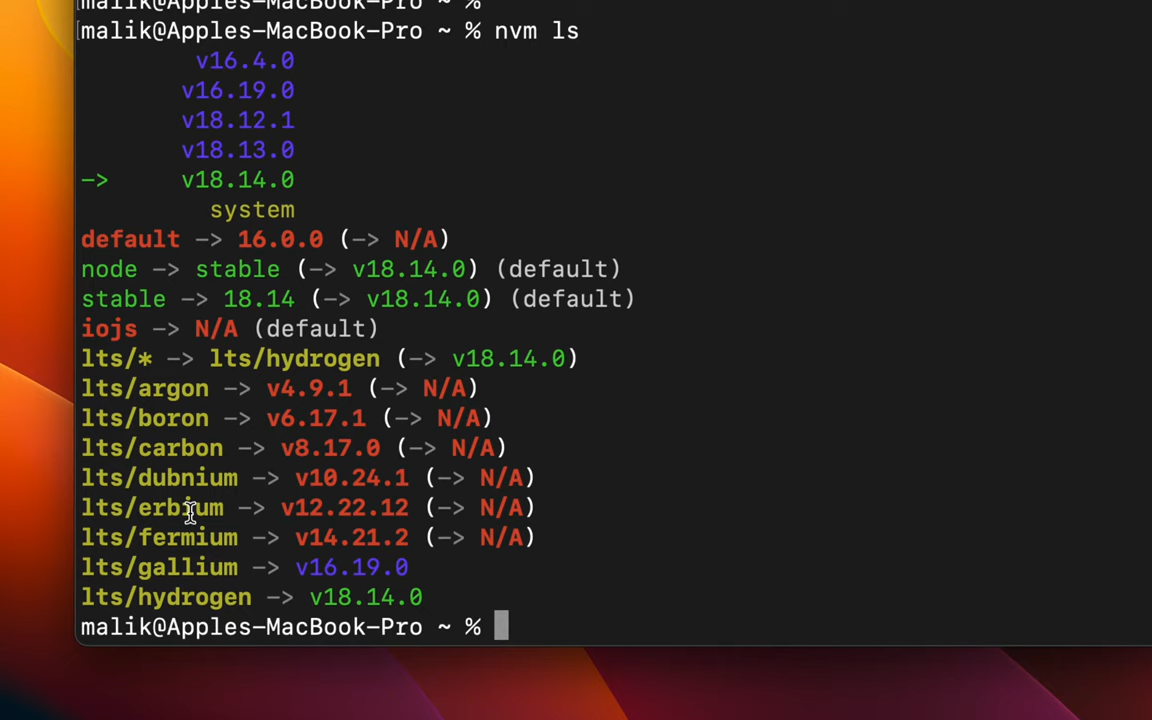 malik@Apples-MacBook-Pro ~ %
[malik@Apples-MacBook-Pro ~ % nvm ls
v16.4.0
v16.19.0
v18.12.1
v18.13.0
-> v18.14.0
system
default -> 16.0.0 (-> N/A)
node -> stable (-> v18.14.0) (default)
stable -> 18.14 (-> v18.14.0) (default)
iojs -> N/A (default)
lts/* -> lts/hydrogen (-> v18.14.0)
lts/argon -> v4.9.1 (-> N/A)
lts/boron -> v6.17.1 (-> N/A)
lts/carbon -> v8.17.0 (-> N/A)
lts/dubnium -> v10.24.1 (-> N/A)
lts/erbium -> v12.22.12 (-> N/A)
lts/fermium -> v14.21.2 (-> N/A)
lts/gallium -> v16.19.0
lts/hydrogen -> v18.14.0
malik@Apples-MacBook-Pro ~ %